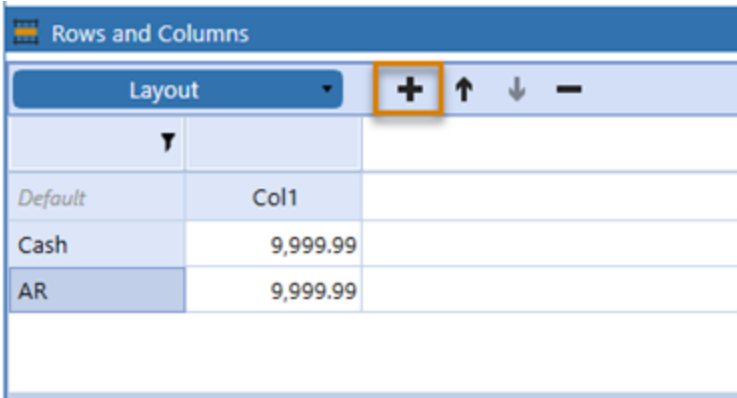 Rows and Columns
Layout
Default Col1
Cash 9,999.99
AR 9,999.99